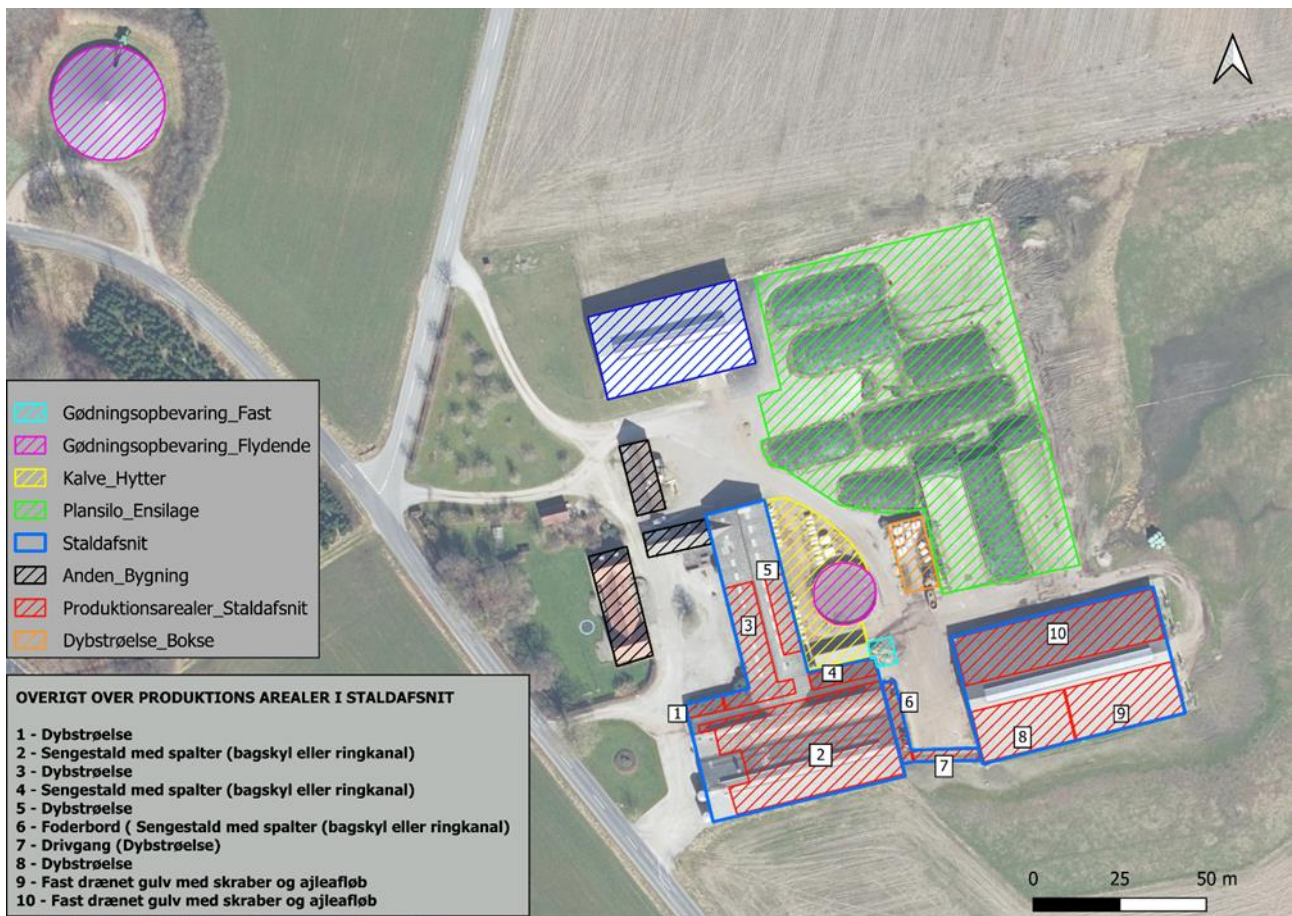 Gødningsopbevaring_Fast
Gødningsopbevaring_Flydende
Kalve_Hytter
Plansilo_Ensilage
Staldafsnit
Anden_Bygning
Produktionsarealer_Staldafsnit
Dybstrøelse_Bokse
5
3
10
4
1
6
9
8
2
7
OVERIGT OVER PRODUKTIONS AREALER I STALDAFSNIT
1 - Dybstrøelse
2 - Sengestald med spalter (bagskyl eller ringkanal)
3 - Dybstrøelse
4 - Sengestald med spalter (bagskyl eller ringkanal)
5 - Dybstrøelse
6 - Foderbord ( Sengestald med spalter (bagskyl eller ringkanal)
7 - Drivgang (Dybstrøelse)
8 - Dybstrøelse
9 - Fast drænet gulv med skraber og ajleafløb
10 - Fast drænet gulv med skraber og ajleafløb
0 25 50 m